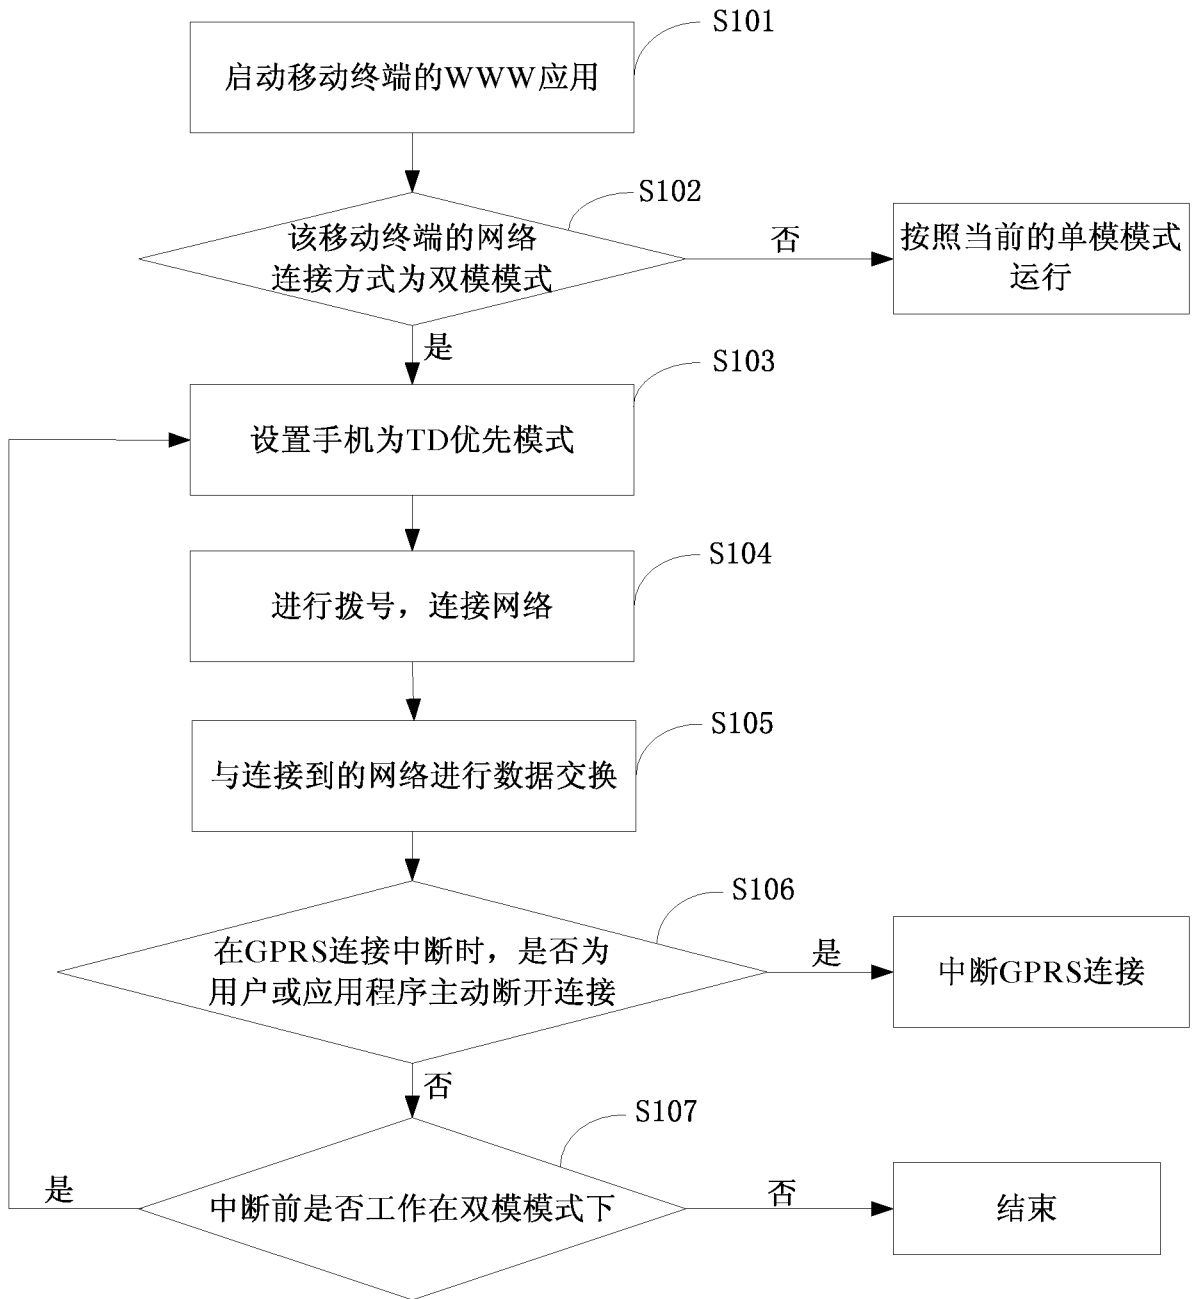 S101
启动移动终端的WWW应用
S102
该移动终端的网络
连接方式为双模模式
否
按照当前的单模模式
运行
是
S103
设置手机为TD优先模式
S104
进行拨号，连接网络
S105
与连接到的网络进行数据交换
S106
在GPRS连接中断时，是否为
用户或应用程序主动断开连接
是
中断GPRS连接
否
S107
中断前是否工作在双模模式下
是
否
结束